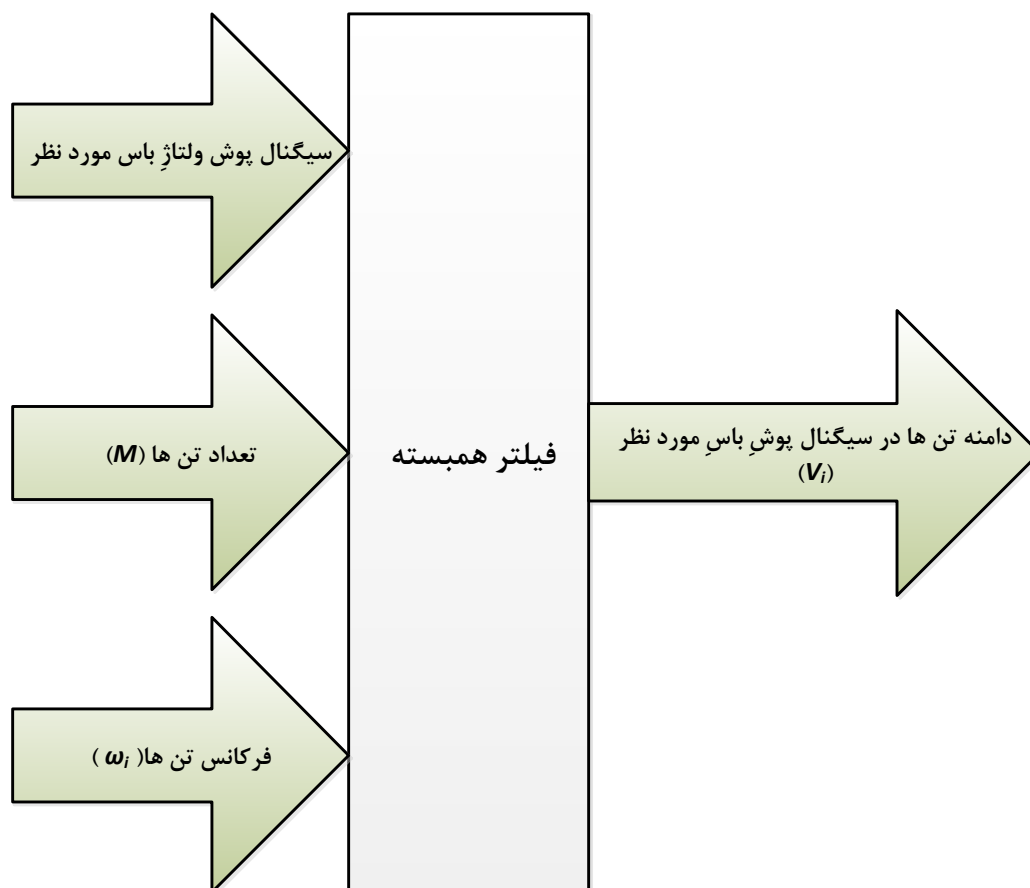 سیگنال پوش ولتاژِ باس مورد نظر
تعداد تن ها (M)
فیلتر همبسته
دامنه تن ها در سیگنال پوشِ باسِ مورد نظر
(Vi)
فرکانس تن ها( ωi )